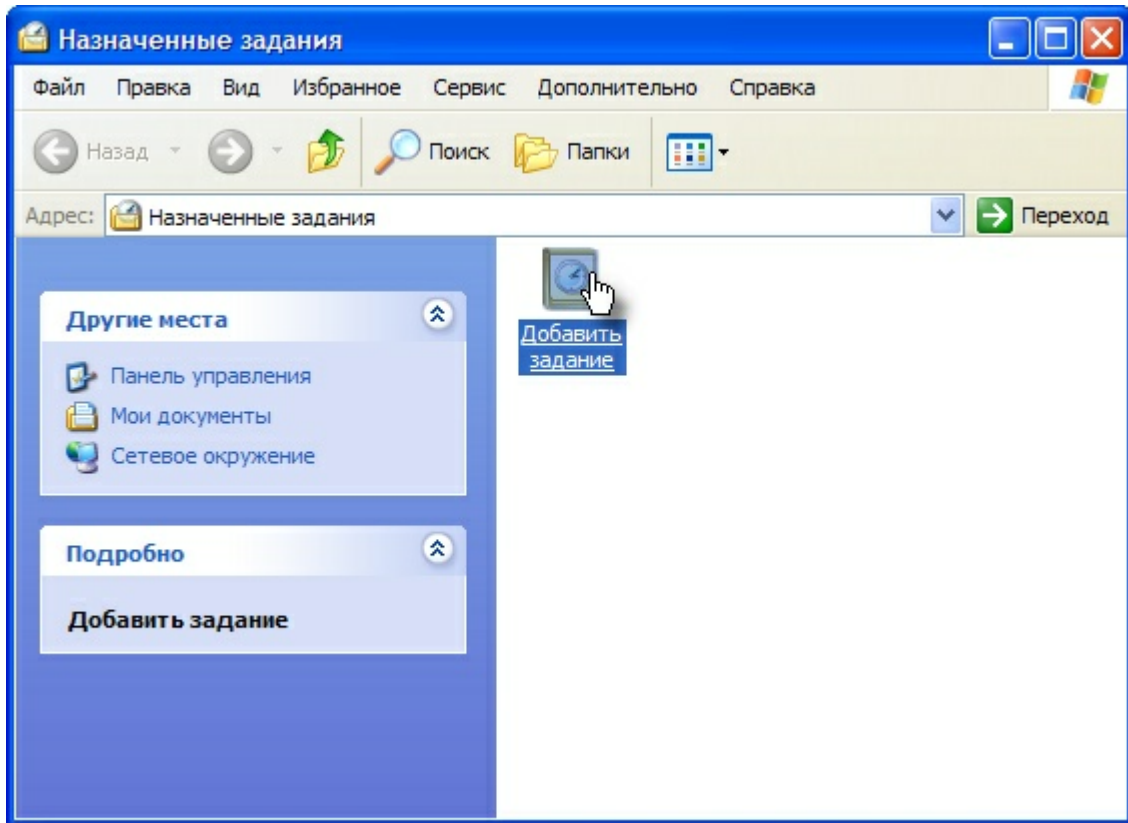 Назначенные задания
Файл Правка Вид Избранное Сервис Дополнительно Справка
Назад Поиск Папки
Адрес: Назначенные задания Переход
Другие места
Панель управления
Мои документы
Сетевое окружение
Подробно
Добавить задание
Добавить
задание